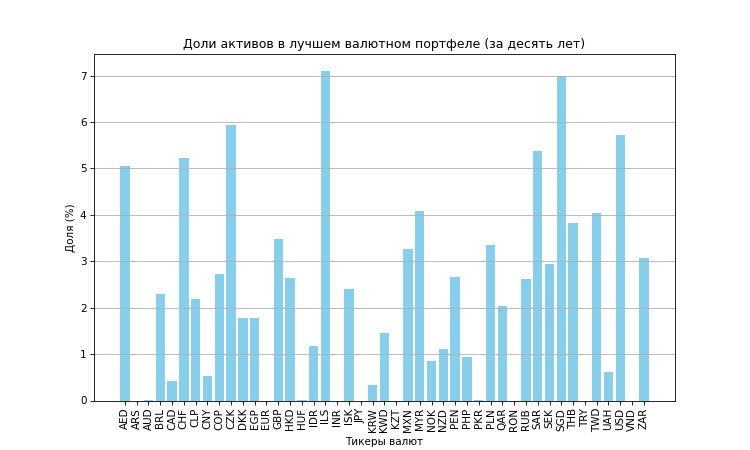 Доли активов в лучшем валютном портфеле (за десять лет)
Доля (%)
7
6
5
4
3
2
1
0
AED
ARS
AUD
BRL
CAD
CHF
CLP
CNY
COP
CZK
DKK
EGP
EUR
GBP
HKD
HUF
IDR
ILS
INR
ISK
JPY
KRW
KWD
KZT
MXN
MYR
NOK
NZD
PEN
PHP
PKR
PLN
QAR
RON
RUB
SAR
SEK
SGD
THB
TRY
TWD
UAH
USD
VND
ZAR
Тикеры валют